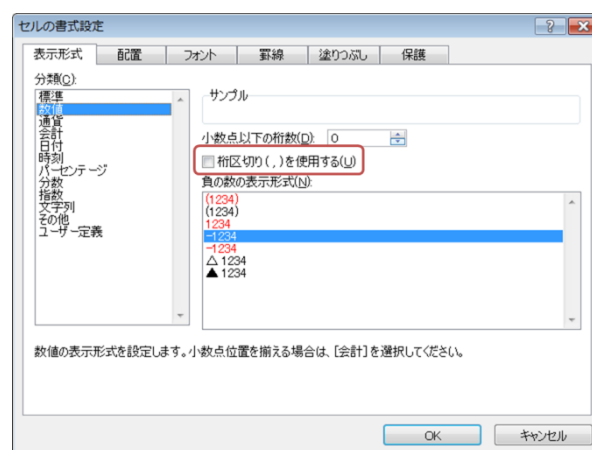 セルの書式設定
表示形式 配置 フォント 罫線 塗りつぶし 保護
分類(C):
標準
数値
通貨
会計
日付
時刻
パーセンテージ
分数
指数
文字列
その他
ユーザー定義
サンプル
小数点以下の桁数(D): 0
桁区切り( , )を使用する(U)
負の数の表示形式(N):
(1234)
(1234)
1234
-1234
-1234
△ 1234
▲ 1234
数値の表示形式を設定します。小数点位置を揃える場合は、[会計] を選択してください。
OK キャンセル